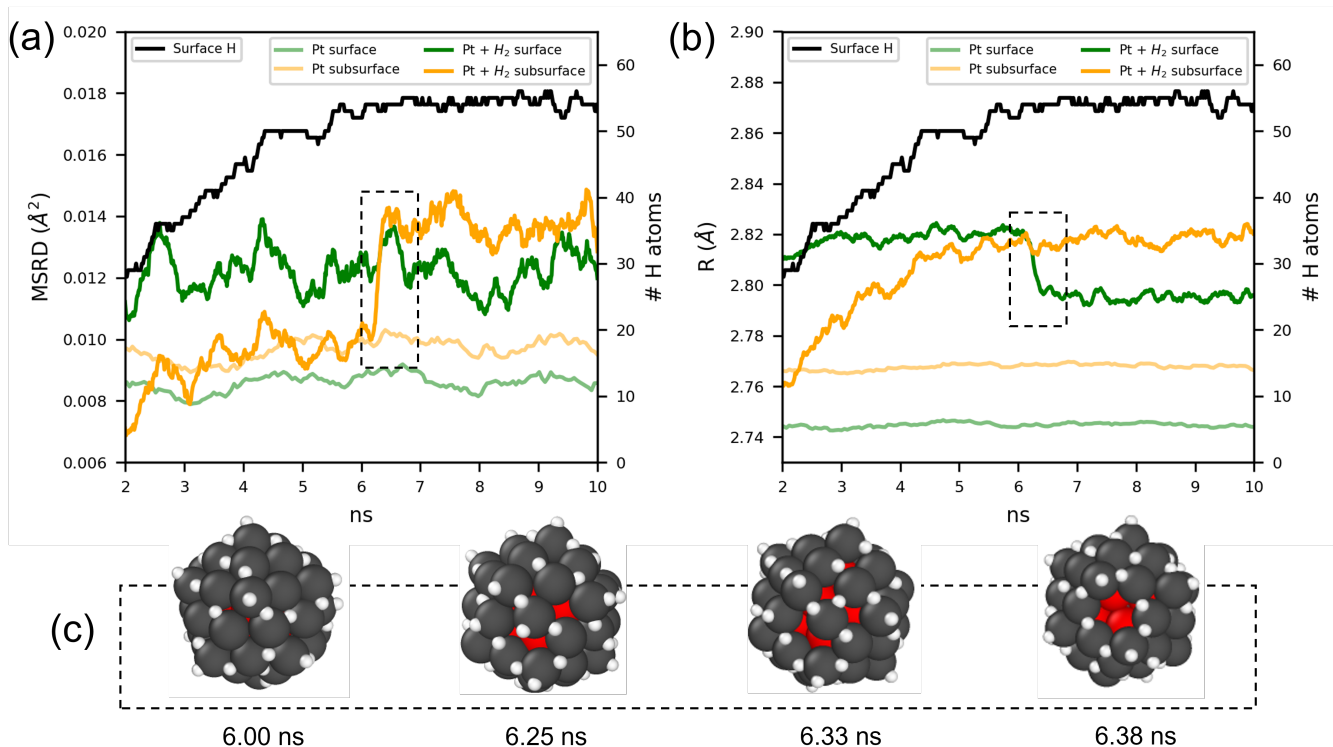 (a)
Surface H
Pt surface
Pt subsurface
Pt + H₂ surface
Pt + H₂ subsurface
MSRD (Å²)
0.020
0.018
0.016
0.014
0.012
0.010
0.008
0.006
2 3 4 5 6 7 8 9 10
ns
60
50
40
30
20
10
0
# H atoms
(b)
Surface H
Pt surface
Pt subsurface
Pt + H₂ surface
Pt + H₂ subsurface
R (Å)
2.90
2.88
2.86
2.84
2.82
2.80
2.78
2.76
2.74
2 3 4 5 6 7 8 9 10
ns
60
50
40
30
20
10
0
# H atoms
(c)
6.00 ns 6.25 ns 6.33 ns 6.38 ns